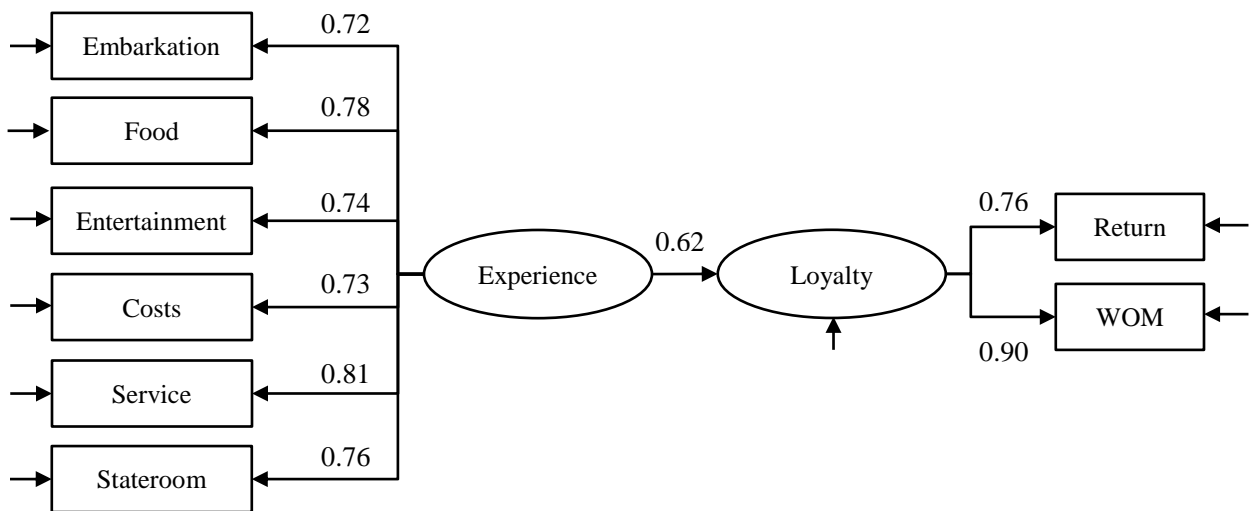 0.72
Embarkation
0.78
Food
0.74
Entertainment
0.73
Costs
0.81
Service
0.76
Stateroom
Experience
0.62
Loyalty
0.76
Return
WOM
0.90